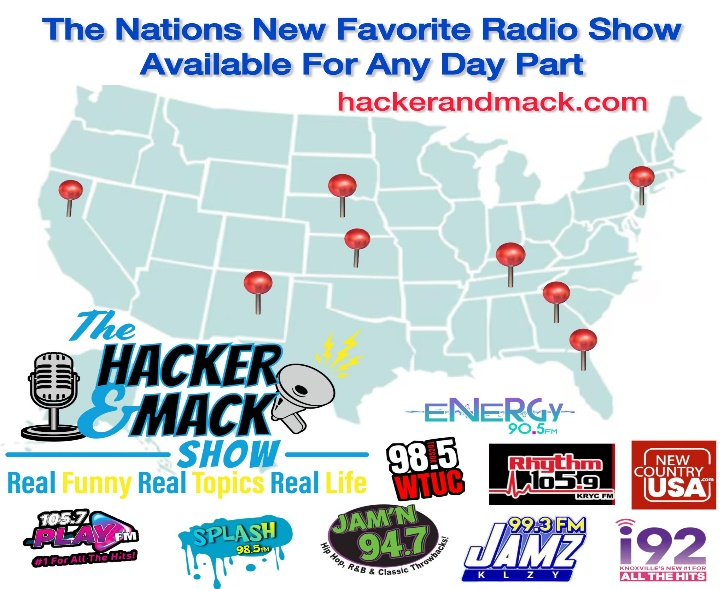 The Nations New Favorite Radio Show
Available For Any Day Part
hackerandmack.com
The
HACKER
& MACK
SHOW
Real Funny Real Topics Real Life
ENERGY
90.5FM
98.5
WTUC
Rhythm
105.9
KRYC FM
NEW
COUNTRY
USA.com
105.7
PLAY FM
#1 For All The Hits!
SPLASH
98.5FM
JAM'N
94.7
Hip Hop, R&B & Classic Throwbacks!
99.3 FM
JAMZ
KLZY
i92
KNOXVILLE'S NEW #1 FOR
ALL THE HITS